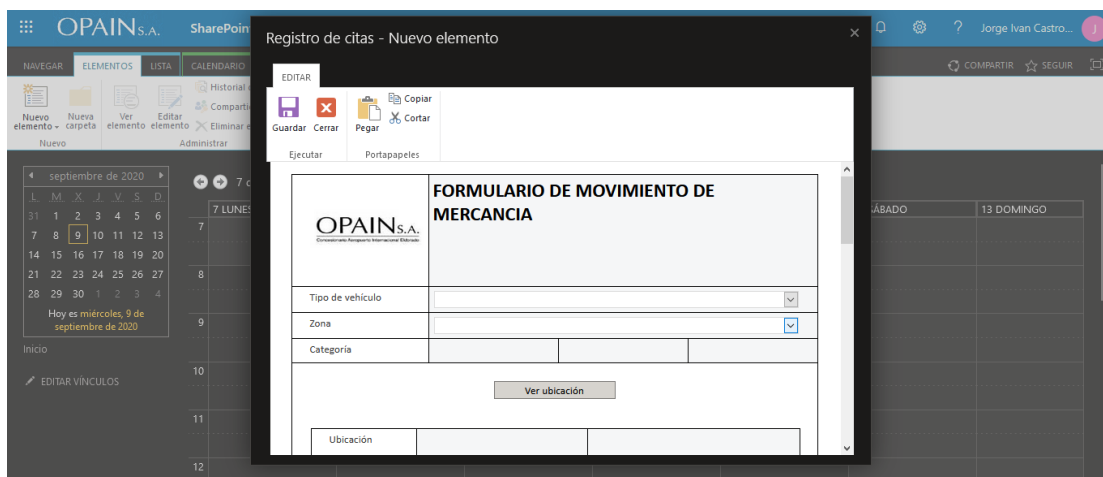 OPAIN S.A.
SharePoin
Jorge Ivan Castro...
J
?
NAVEGAR
ELEMENTOS
LISTA
CALENDARIO
COMPARTIR
SEGUIR
Nuevo elemento
Nueva carpeta
Ver elemento
Editar elemento
Historial
Comparti
Eliminar e
Nuevo
Administrar
septiembre de 2020
L M X J V S D
31 1 2 3 4 5 6
7 8 9 10 11 12 13
14 15 16 17 18 19 20
21 22 23 24 25 26 27
28 29 30 1 2 3 4
Hoy es miércoles, 9 de
septiembre de 2020
Inicio
EDITAR VÍNCULOS
7 LUNES
7
8
9
10
11
12
SÁBADO
13 DOMINGO
Registro de citas - Nuevo elemento
EDITAR
Guardar
Cerrar
Pegar
Copiar
Cortar
Ejecutar
Portapapeles
OPAIN S.A.
Concesionario Aeropuerto Internacional Eldorado
FORMULARIO DE MOVIMIENTO DE
MERCANCIA
Tipo de vehículo
Zona
Categoría
Ver ubicación
Ubicación